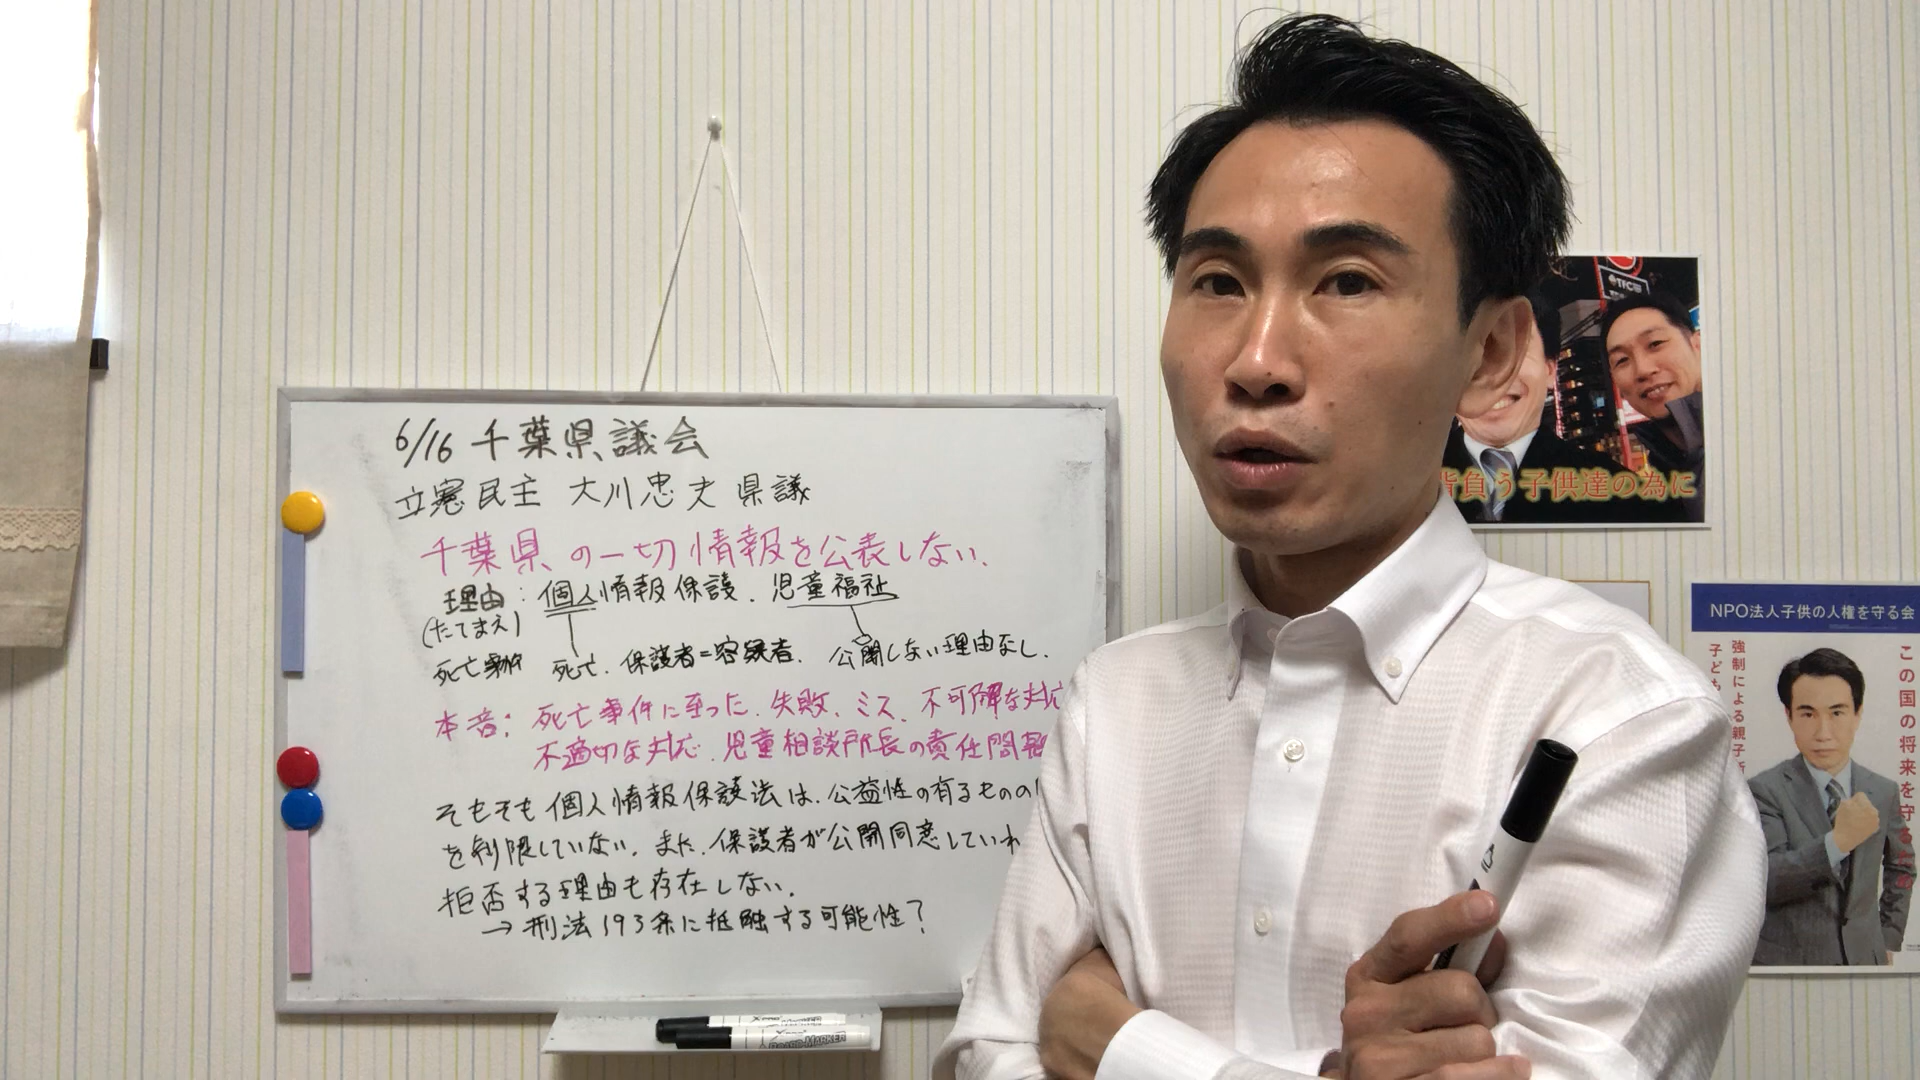 6/16 千葉県議会
立憲民主 大川忠夫 県議
千葉県の一切情報を公表しない.
理由: 個人情報保護. 児童福祉
(たてまえ)
死亡事件 死亡. 保護者=容疑者. 公開しない理由なし.
本音: 死亡事件に至った. 失敗、ミス、不可解な対応
不適切な対応. 児童相談所長の責任問題
そもそも個人情報保護法は、公益性の有るものの
を制限していない. また、保護者が公開同意していれ
拒否する理由も存在しない.
→ 刑法193条に抵触する可能性?
BOARD MARKER
TFC
背負う子供達の為に
NPO法人子供の人権を守る会
この国の将来を守る
強制による親子
子ども